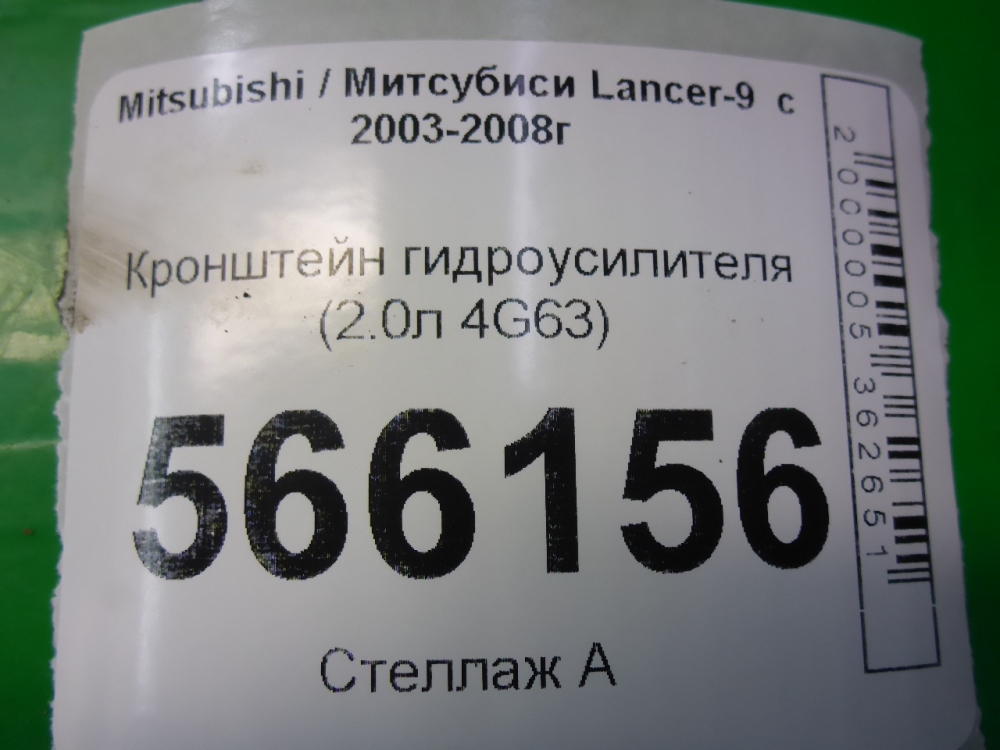 Mitsubishi / Митсубиси Lancer-9 с
2003-2008г
Кронштейн гидроусилителя
(2.0л 4G63)
566156
Стеллаж А
2000005362651